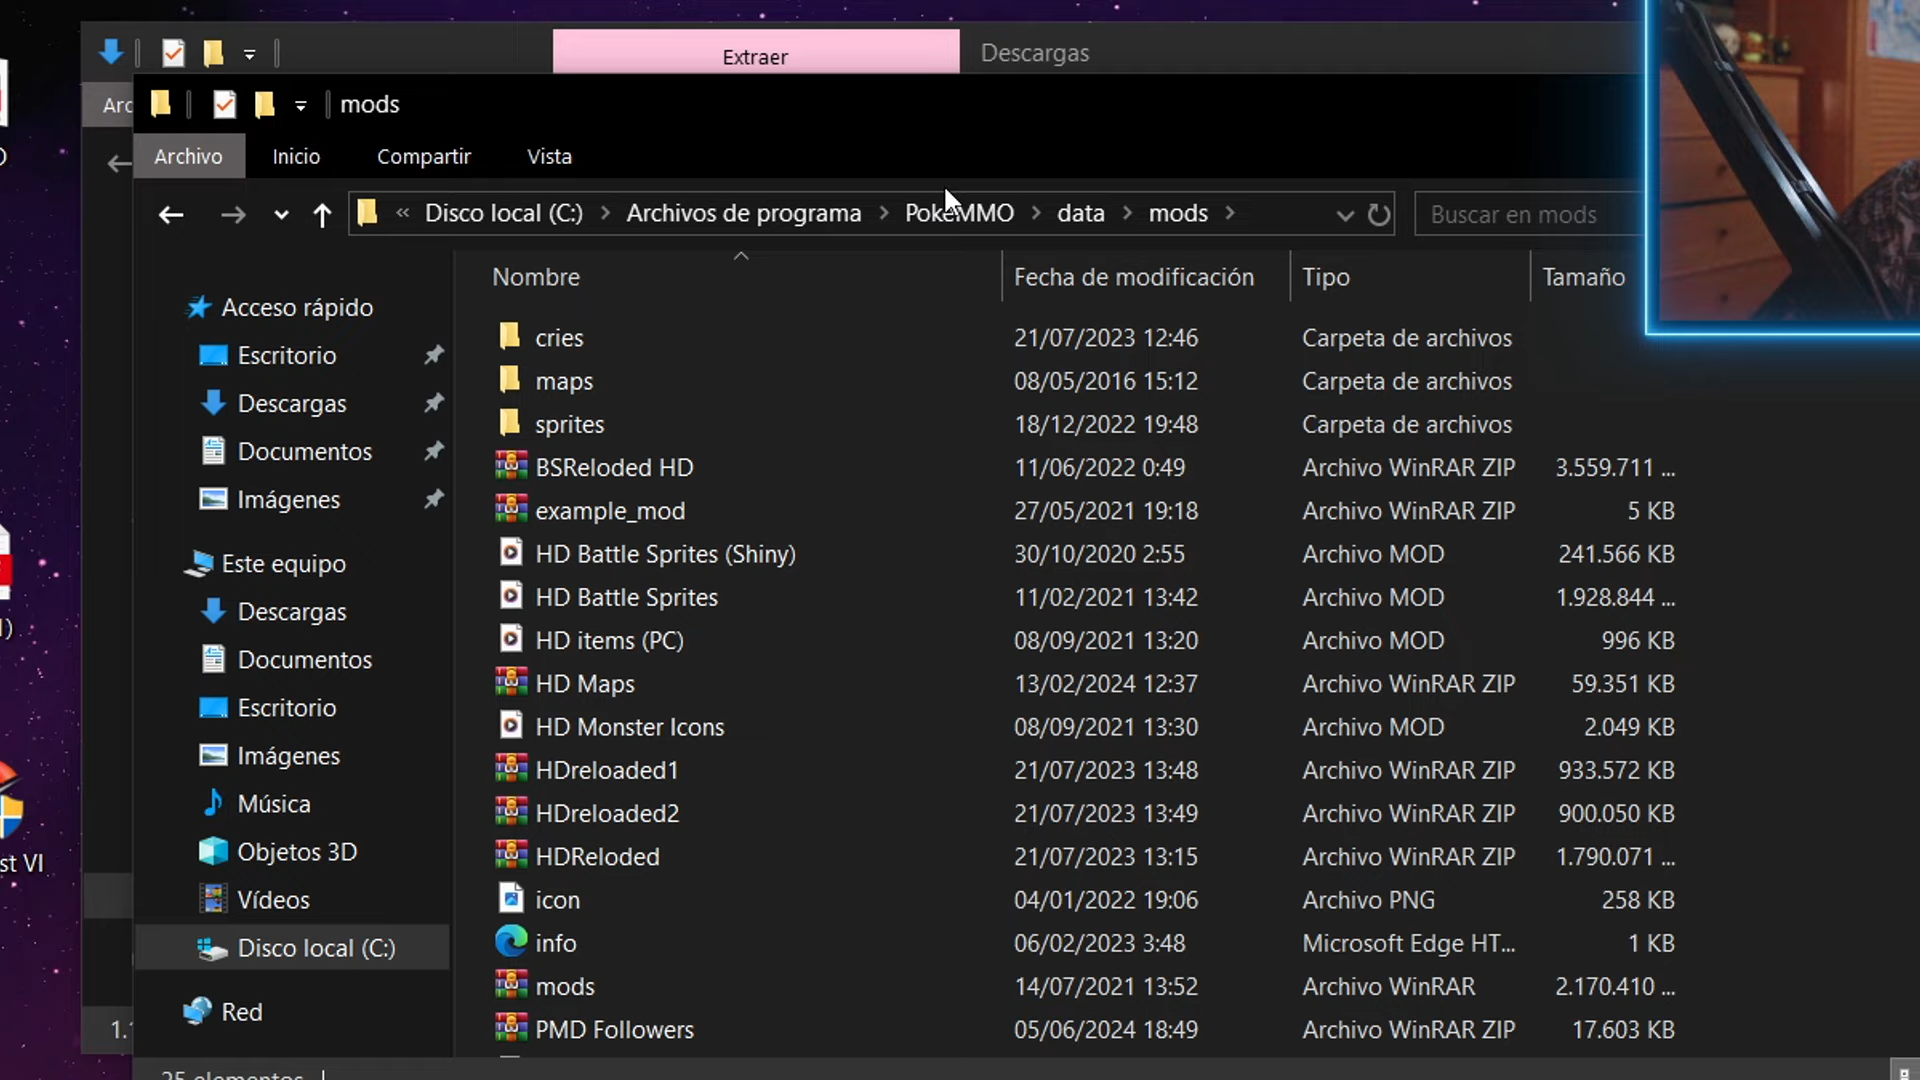 Extraer Descargas
mods
Archivo Inicio Compartir Vista
« Disco local (C:) > Archivos de programa > PokeMMO > data > mods > Buscar en mods
Nombre Fecha de modificación Tipo Tamaño
Acceso rápido
Escritorio
Descargas
Documentos
Imágenes
Este equipo
Descargas
Documentos
Escritorio
Imágenes
Música
Objetos 3D
Vídeos
Disco local (C:)
Red
cries 21/07/2023 12:46 Carpeta de archivos
maps 08/05/2016 15:12 Carpeta de archivos
sprites 18/12/2022 19:48 Carpeta de archivos
BSReloded HD 11/06/2022 0:49 Archivo WinRAR ZIP 3.559.711 ...
example_mod 27/05/2021 19:18 Archivo WinRAR ZIP 5 KB
HD Battle Sprites (Shiny) 30/10/2020 2:55 Archivo MOD 241.566 KB
HD Battle Sprites 11/02/2021 13:42 Archivo MOD 1.928.844 ...
HD items (PC) 08/09/2021 13:20 Archivo MOD 996 KB
HD Maps 13/02/2024 12:37 Archivo WinRAR ZIP 59.351 KB
HD Monster Icons 08/09/2021 13:30 Archivo MOD 2.049 KB
HDreloaded1 21/07/2023 13:48 Archivo WinRAR ZIP 933.572 KB
HDreloaded2 21/07/2023 13:49 Archivo WinRAR ZIP 900.050 KB
HDReloded 21/07/2023 13:15 Archivo WinRAR ZIP 1.790.071 ...
icon 04/01/2022 19:06 Archivo PNG 258 KB
info 06/02/2023 3:48 Microsoft Edge HT... 1 KB
mods 14/07/2021 13:52 Archivo WinRAR 2.170.410 ...
PMD Followers 05/06/2024 18:49 Archivo WinRAR ZIP 17.603 KB
25 elementos
st VI